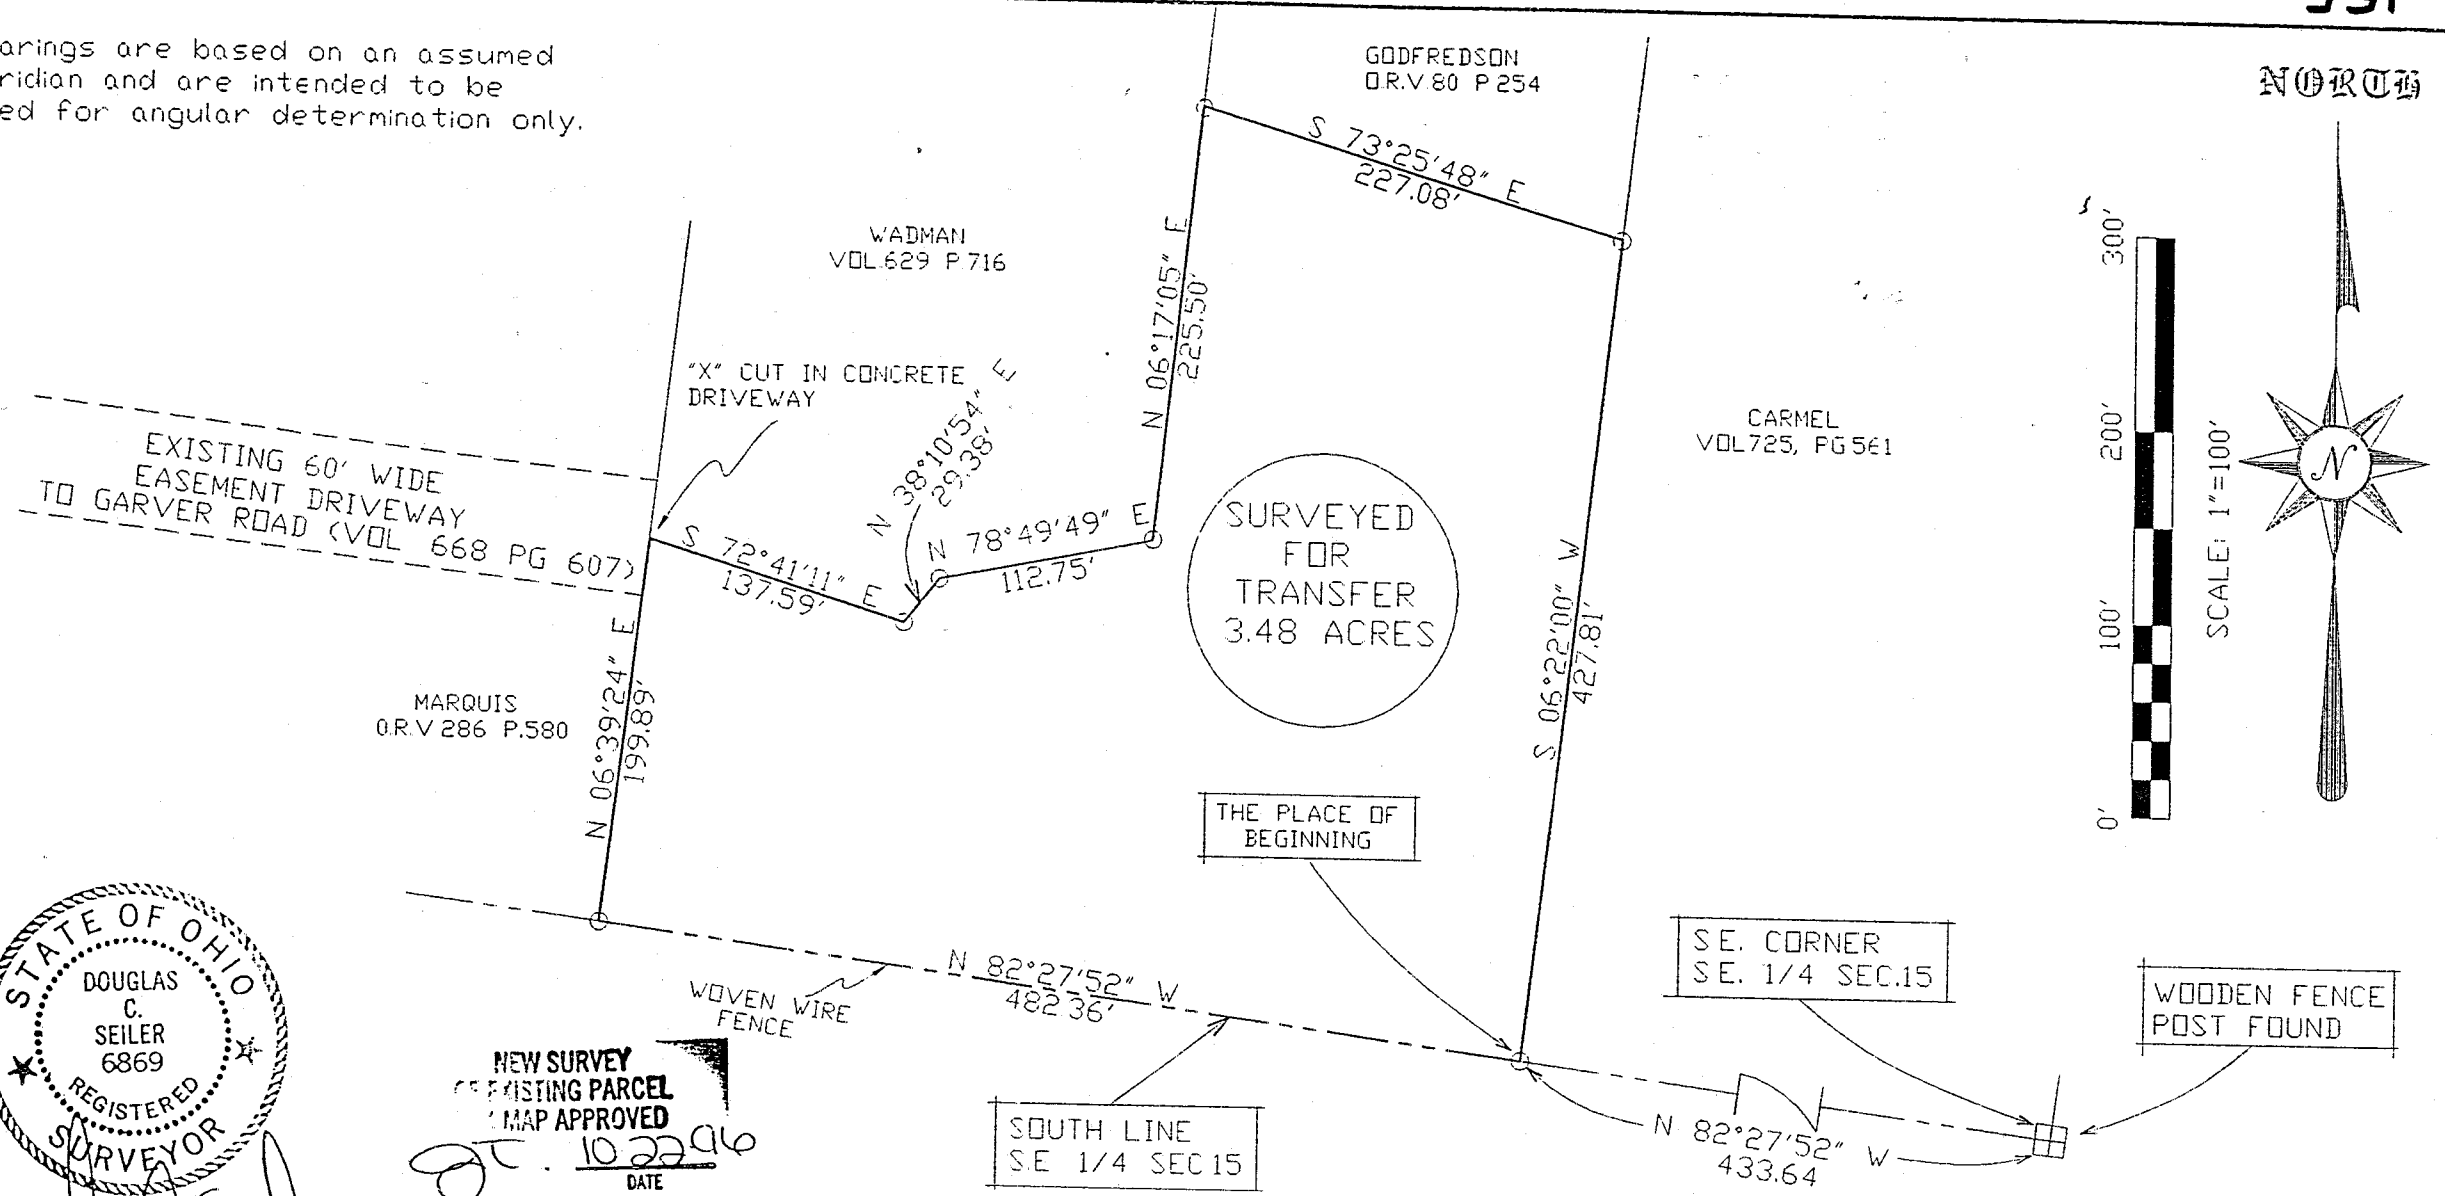 arings are based on an assumed
ridian and are intended to be
ed for angular determination only.
GODFREDSON
O.R.V.80 P 254
NORTH
S 73°25'48" E
227.08'
WADMAN
VOL.629 P.716
N 06°17'05" E
225.50'
"X" CUT IN CONCRETE
DRIVEWAY
N 38°10'54" E
29.38'
CARMEL
VOL725, PG561
EXISTING 60' WIDE
EASEMENT DRIVEWAY
TO GARVER ROAD (VOL 668 PG 607)
S 72°41'11" E
137.59'
N 78°49'49" E
112.75'
SURVEYED
FOR
TRANSFER
3.48 ACRES
300'
200'
100'
0'
SCALE: 1"=100'
N
S 06°22'00" W
427.81'
N 06°39'24" E
199.89'
MARQUIS
O.R.V 286 P.580
THE PLACE OF
BEGINNING
S E. CORNER
S E. 1/4 SEC.15
WOODEN FENCE
POST FOUND
N 82°27'52" W
482.36'
WOVEN WIRE
FENCE
STATE OF OHIO
DOUGLAS
C.
SEILER
6869
REGISTERED
SURVEYOR
NEW SURVEY
EXISTING PARCEL
MAP APPROVED
10 22 96
DATE
SOUTH LINE
S.E 1/4 SEC 15
N 82°27'52" W
433.64